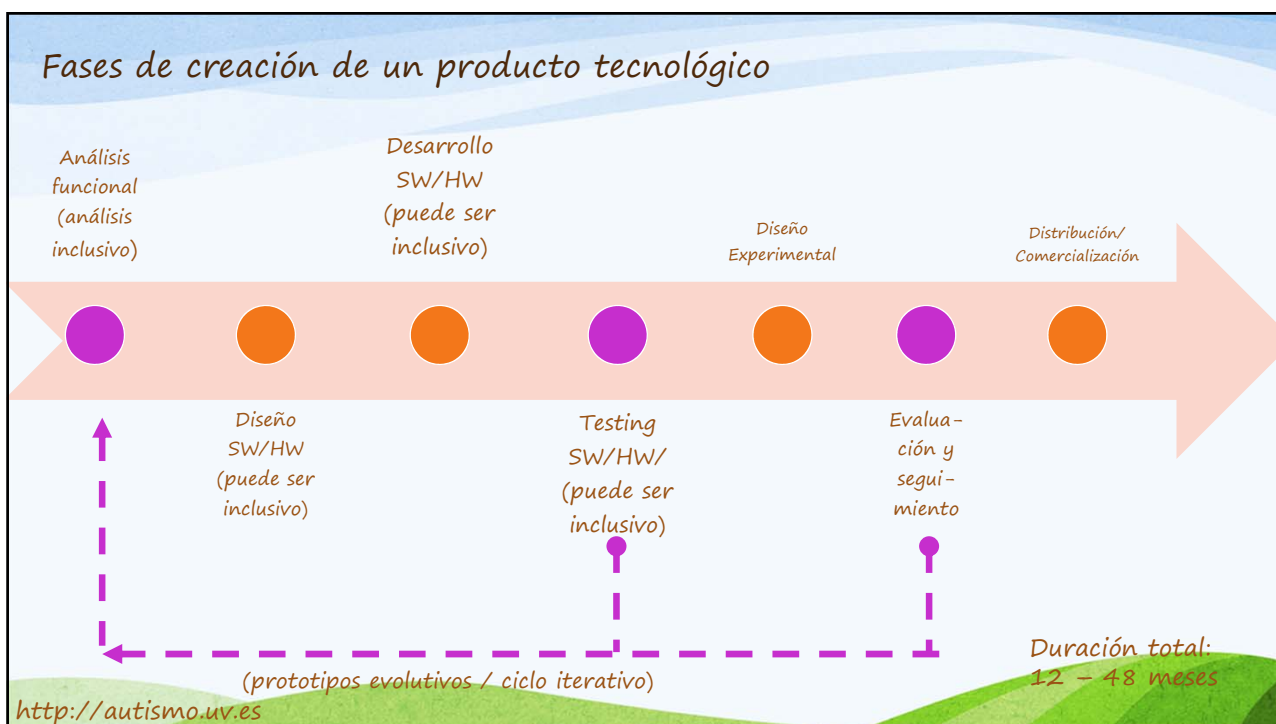 Fases de creación de un producto tecnológico
Análisis
funcional
(análisis
inclusivo)
Diseño
SW/HW
(puede ser
inclusivo)
Desarrollo
SW/HW
(puede ser
inclusivo)
Testing
SW/HW/
(puede ser
inclusivo)
Diseño
Experimental
Evalua-
ción y
segui-
miento
Distribución/
Comercialización
(prototipos evolutivos / ciclo iterativo)
Duración total:
12 – 48 meses
http://autismo.uv.es